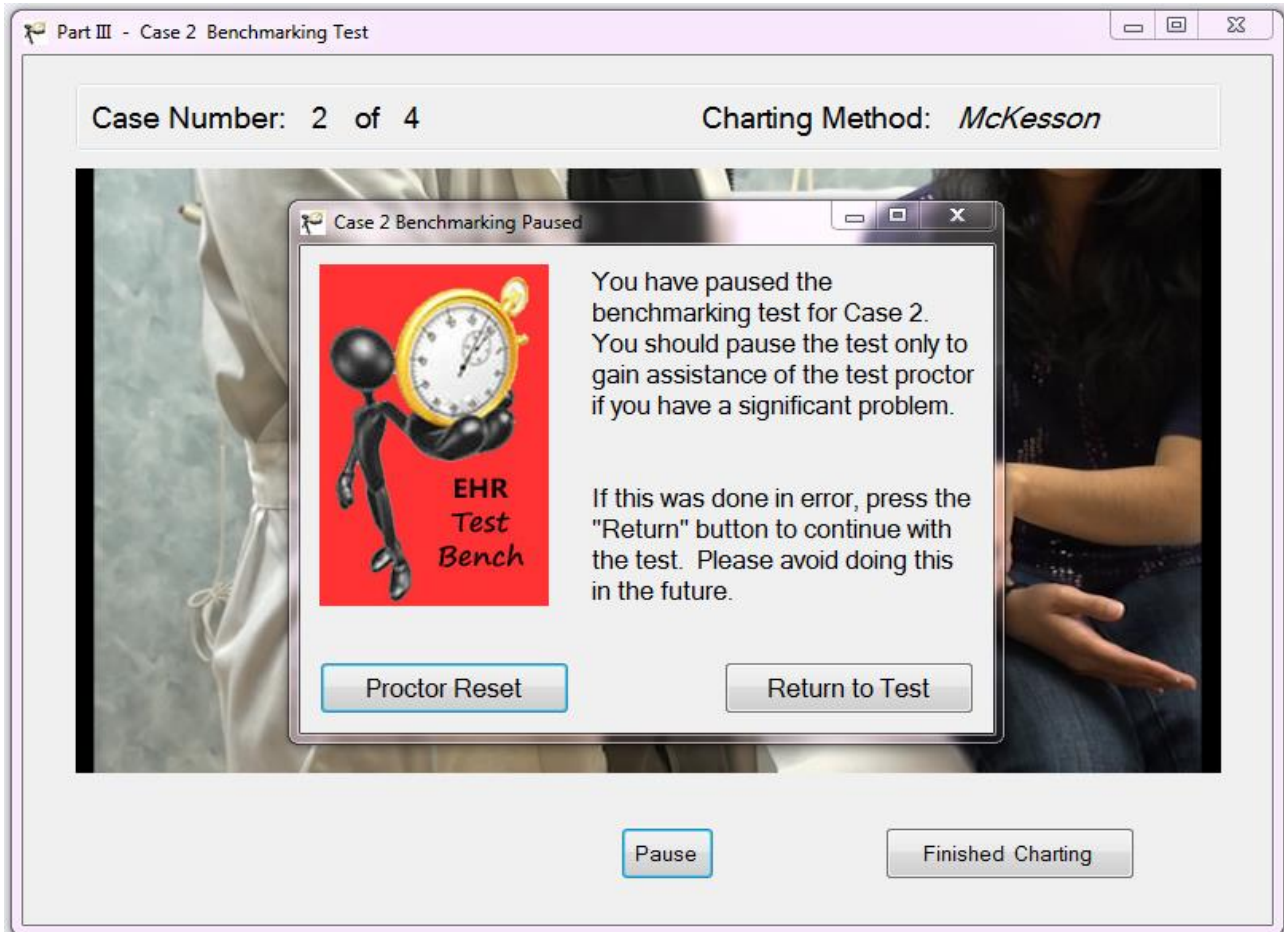 Part III - Case 2 Benchmarking Test
Case Number: 2 of 4 Charting Method: McKesson
Case 2 Benchmarking Paused
You have paused the
benchmarking test for Case 2.
You should pause the test only to
gain assistance of the test proctor
if you have a significant problem.
If this was done in error, press the
"Return" button to continue with
the test. Please avoid doing this
in the future.
EHR
Test
Bench
Proctor Reset Return to Test
Pause Finished Charting